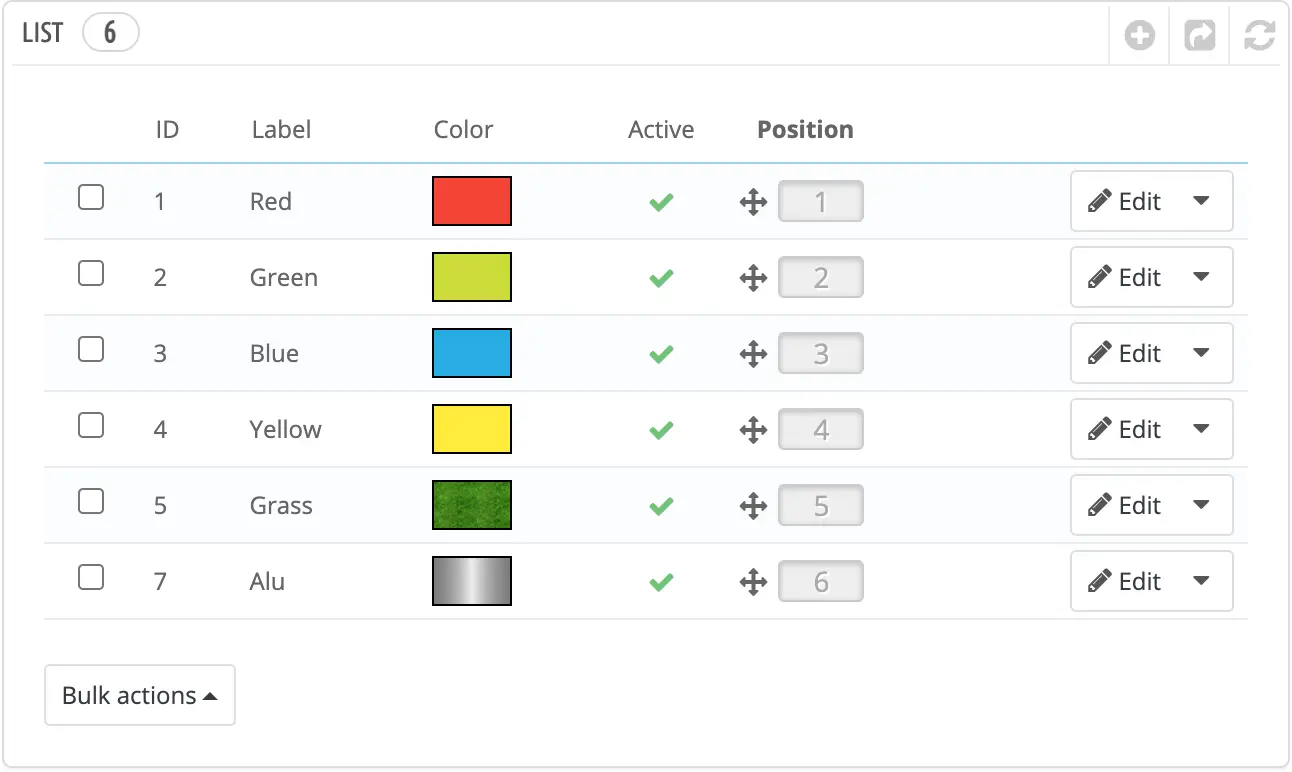 LIST 6
ID Label Color Active Position
1 Red 1 Edit
2 Green 2 Edit
3 Blue 3 Edit
4 Yellow 4 Edit
5 Grass 5 Edit
7 Alu 6 Edit
Bulk actions